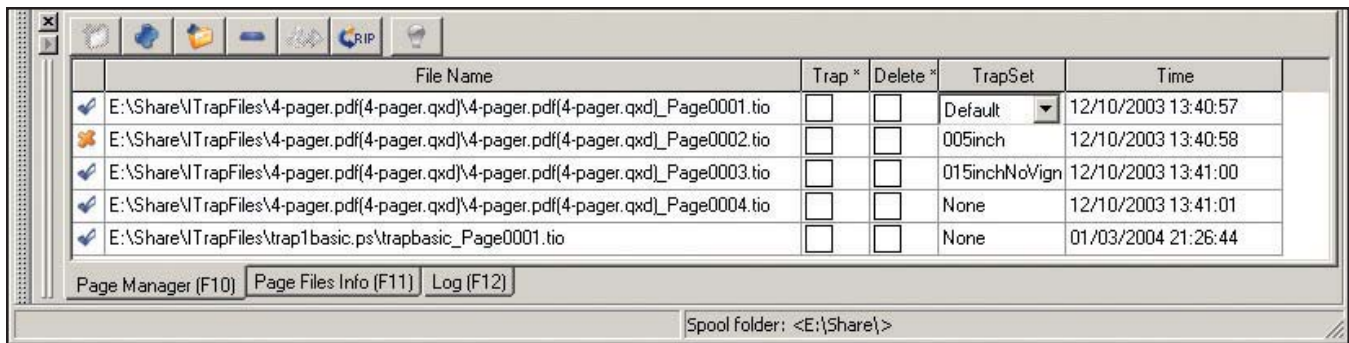 RIP
File Name Trap * Delete * TrapSet Time
E:\Share\ITrapFiles\4-pager.pdf(4-pager.qxd)\4-pager.pdf(4-pager.qxd)_Page0001.tio Default 12/10/2003 13:40:57
E:\Share\ITrapFiles\4-pager.pdf(4-pager.qxd)\4-pager.pdf(4-pager.qxd)_Page0002.tio 005inch 12/10/2003 13:40:58
E:\Share\ITrapFiles\4-pager.pdf(4-pager.qxd)\4-pager.pdf(4-pager.qxd)_Page0003.tio 015inchNoVign 12/10/2003 13:41:00
E:\Share\ITrapFiles\4-pager.pdf(4-pager.qxd)\4-pager.pdf(4-pager.qxd)_Page0004.tio None 12/10/2003 13:41:01
E:\Share\ITrapFiles\trap1basic.ps\trapbasic_Page0001.tio None 01/03/2004 21:26:44
Page Manager (F10) Page Files Info (F11) Log (F12)
Spool folder: <E:\Share\>